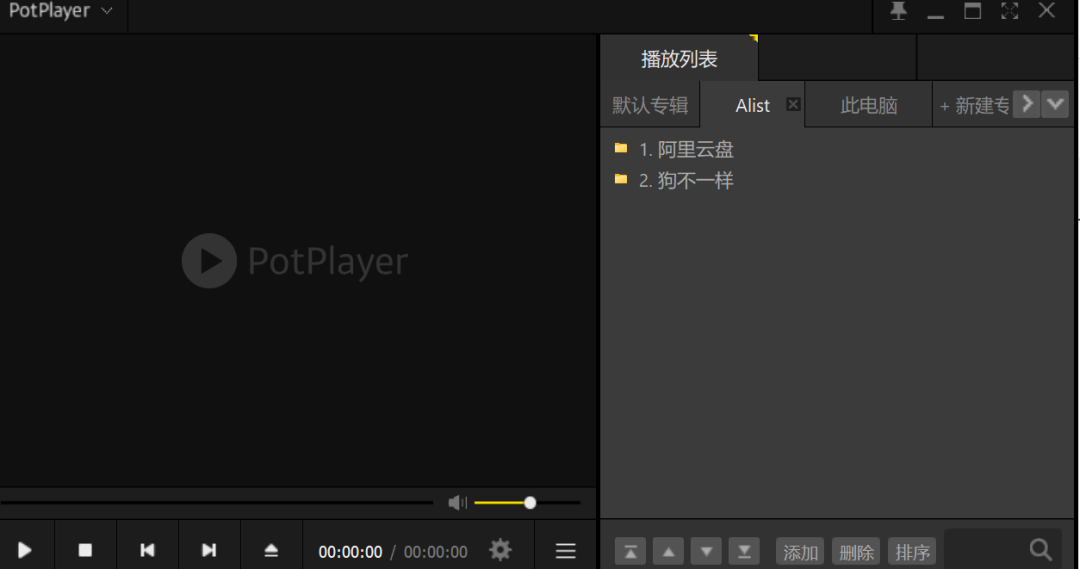 PotPlayer
播放列表
默认专辑 Alist 此电脑 + 新建专
1. 阿里云盘
2. 狗不一样
PotPlayer
00:00:00 / 00:00:00
添加 删除 排序